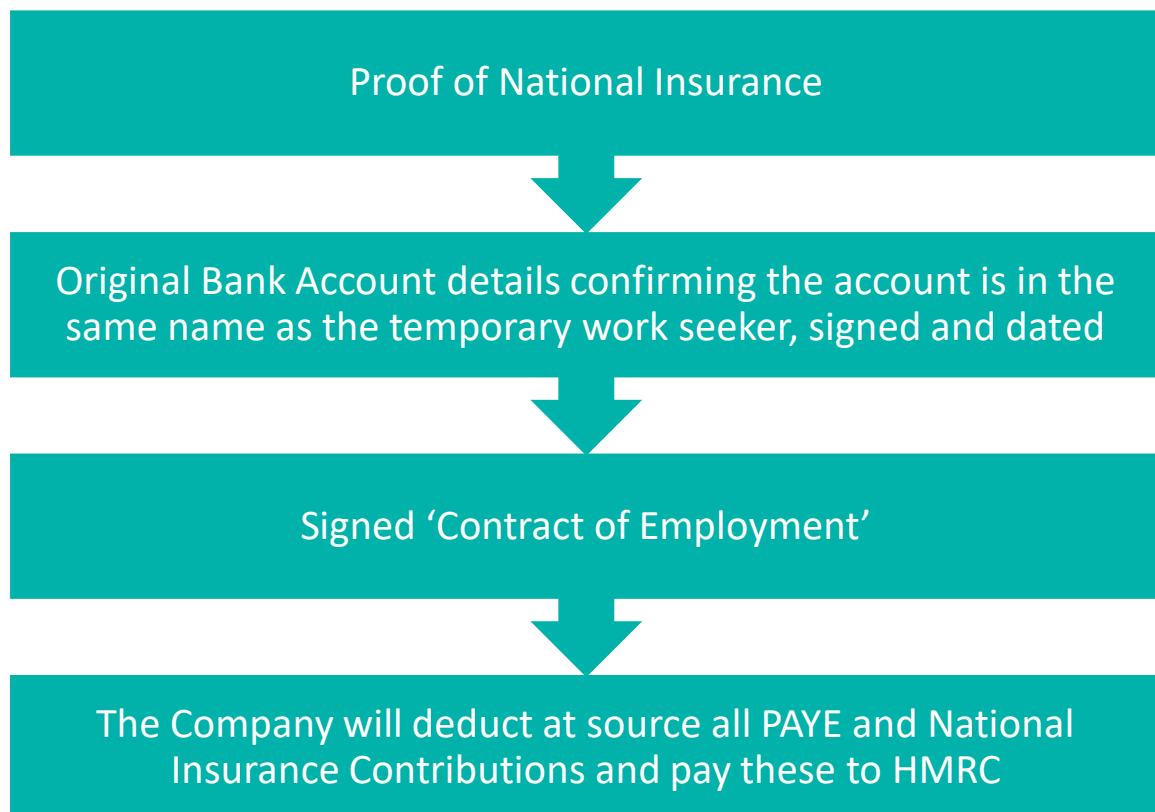 Proof of National Insurance
Original Bank Account details confirming the account is in the
same name as the temporary work seeker, signed and dated
Signed ‘Contract of Employment’
The Company will deduct at source all PAYE and National
Insurance Contributions and pay these to HMRC